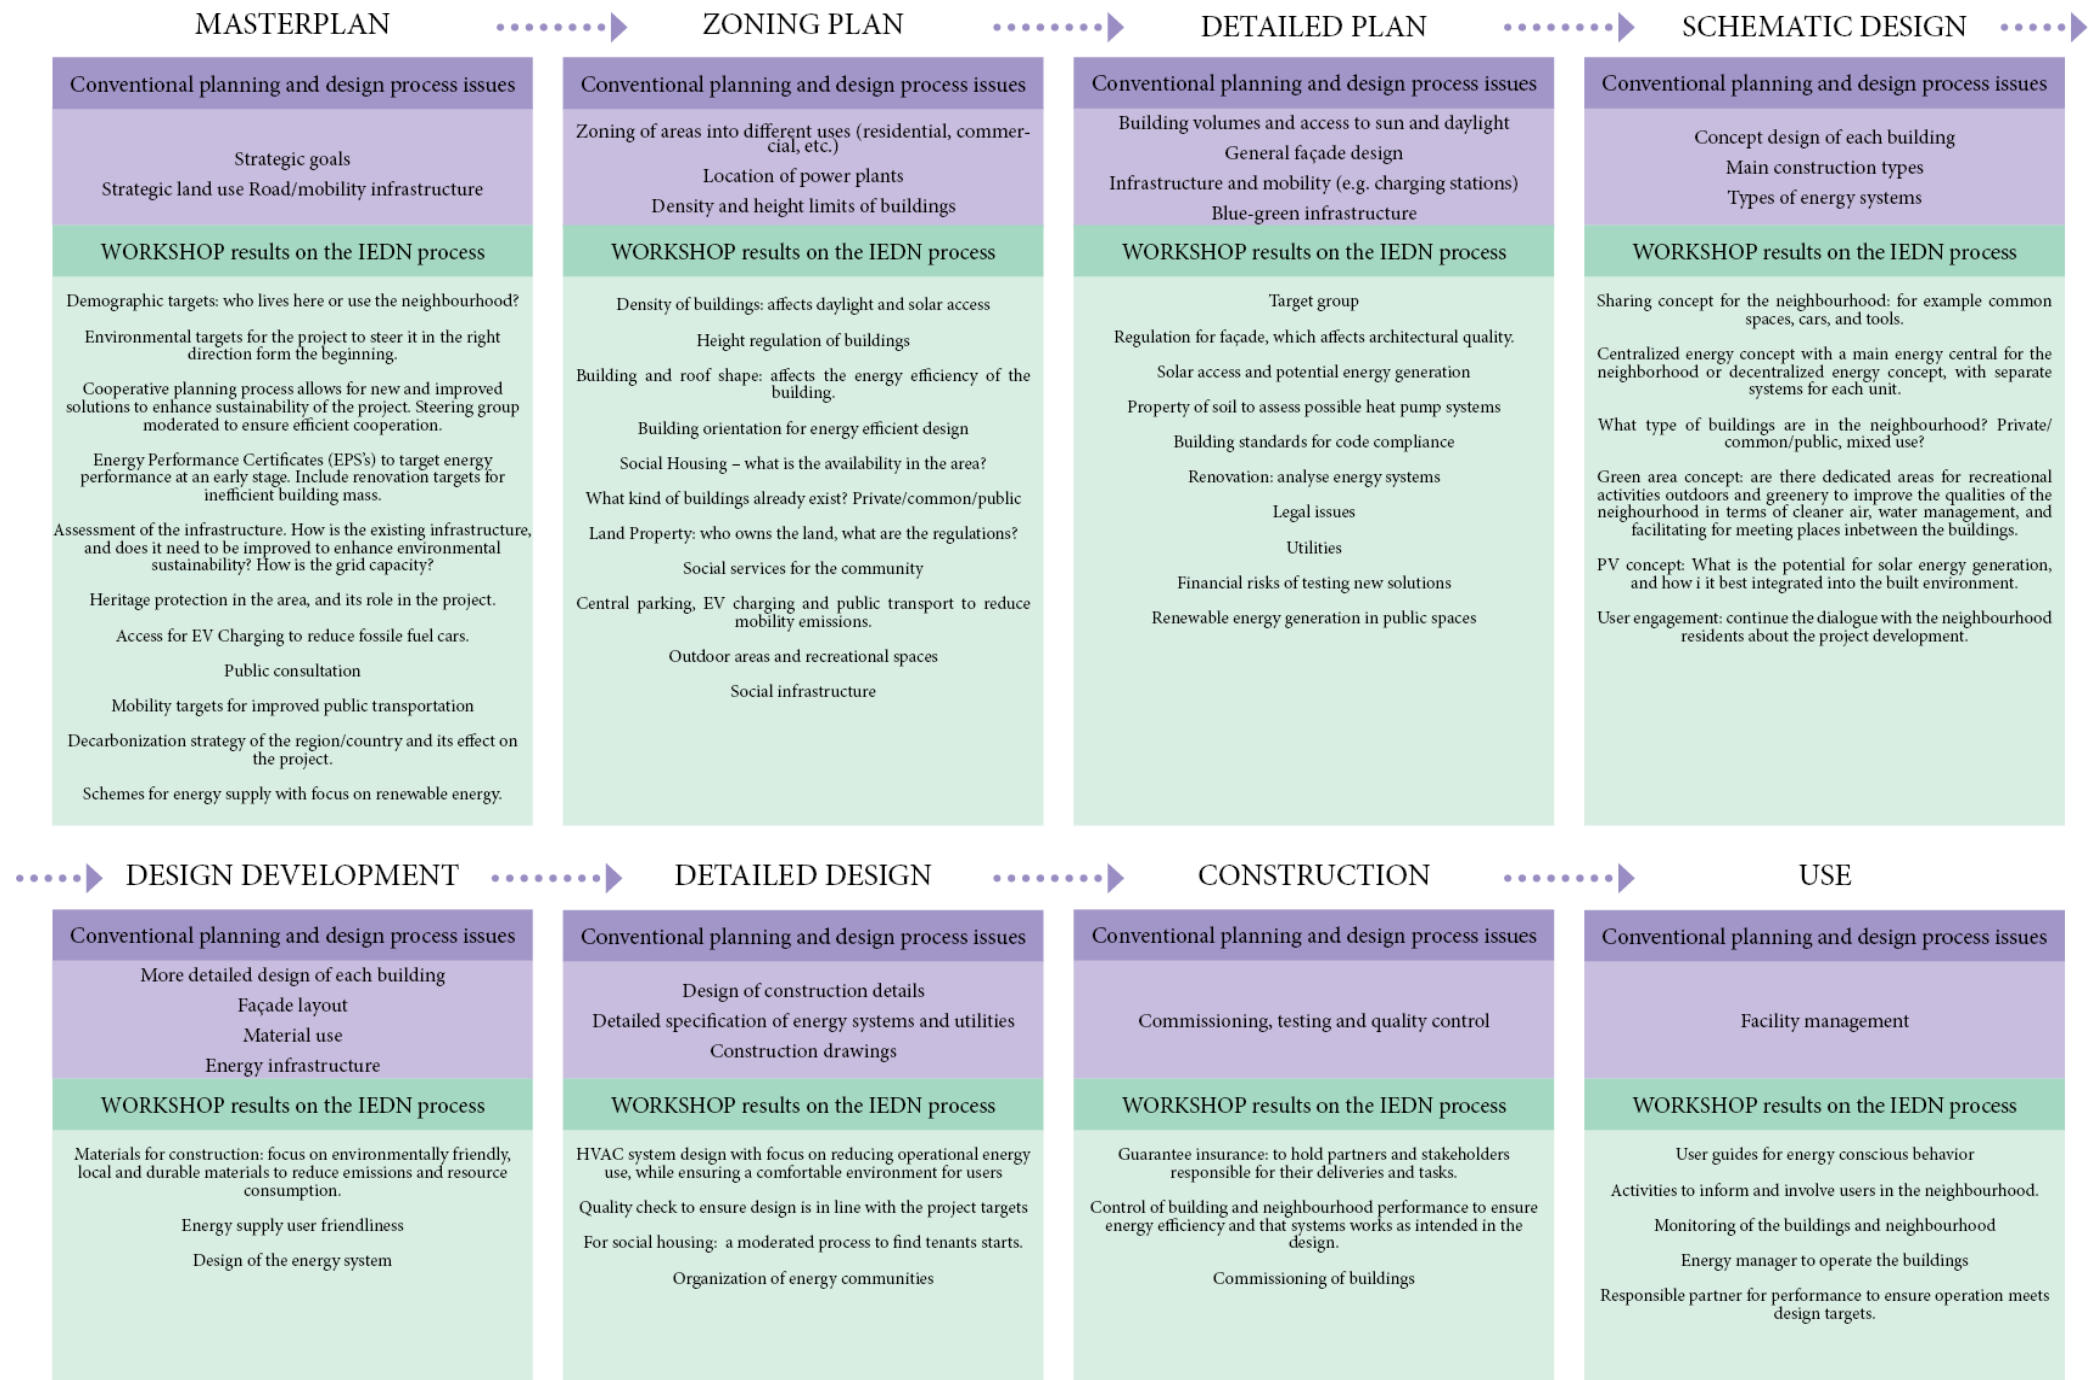 MASTERPLAN
Conventional planning and design process issues
Strategic goals
Strategic land use Road/mobility infrastructure
WORKSHOP results on the IEDN process
Demographic targets: who lives here or use the neighbourhood?
Environmental targets for the project to steer it in the right
direction form the beginning.
Cooperative planning process allows for new and improved
solutions to enhance sustainability of the project. Steering group
moderated to ensure efficient cooperation.
Energy Performance Certificates (EPS's) to target energy
performance at an early stage. Include renovation targets for
inefficient building mass.
Assessment of the infrastructure. How is the existing infrastructure,
and does it need to be improved to enhance environmental
sustainability? How is the grid capacity?
Heritage protection in the area, and its role in the project.
Access for EV Charging to reduce fossile fuel cars.
Public consultation
Mobility targets for improved public transportation
Decarbonization strategy of the region/country and its effect on
the project.
Schemes for energy supply with focus on renewable energy.
ZONING PLAN
Conventional planning and design process issues
Zoning of areas into different uses (residential, commer-
cial, etc.)
Location of power plants
Density and height limits of buildings
WORKSHOP results on the IEDN process
Density of buildings: affects daylight and solar access
Height regulation of buildings
Building and roof shape: affects the energy efficiency of the
building.
Building orientation for energy efficient design
Social Housing – what is the availability in the area?
What kind of buildings already exist? Private/common/public
Land Property: who owns the land, what are the regulations?
Social services for the community
Central parking, EV charging and public transport to reduce
mobility emissions.
Outdoor areas and recreational spaces
Social infrastructure
DETAILED PLAN
Conventional planning and design process issues
Building volumes and access to sun and daylight
General façade design
Infrastructure and mobility (e.g. charging stations)
Blue-green infrastructure
WORKSHOP results on the IEDN process
Target group
Regulation for façade, which affects architectural quality.
Solar access and potential energy generation
Property of soil to assess possible heat pump systems
Building standards for code compliance
Renovation: analyse energy systems
Legal issues
Utilities
Financial risks of testing new solutions
Renewable energy generation in public spaces
SCHEMATIC DESIGN
Conventional planning and design process issues
Concept design of each building
Main construction types
Types of energy systems
WORKSHOP results on the IEDN process
Sharing concept for the neighbourhood: for example common
spaces, cars, and tools.
Centralized energy concept with a main energy central for the
neighborhood or decentralized energy concept, with separate
systems for each unit.
What type of buildings are in the neighbourhood? Private/
common/public, mixed use?
Green area concept: are there dedicated areas for recreational
activities outdoors and greenery to improve the qualities of the
neighourhood in terms of cleaner air, water management, and
facilitating for meeting places inbetween the buildings.
PV concept: What is the potential for solar energy generation,
and how i it best integrated into the built environment.
User engagement: continue the dialogue with the neighbourhood
residents about the project development.
DESIGN DEVELOPMENT
Conventional planning and design process issues
More detailed design of each building
Façade layout
Material use
Energy infrastructure
WORKSHOP results on the IEDN process
Materials for construction: focus on environmentally friendly,
local and durable materials to reduce emissions and resource
consumption.
Energy supply user friendliness
Design of the energy system
DETAILED DESIGN
Conventional planning and design process issues
Design of construction details
Detailed specification of energy systems and utilities
Construction drawings
WORKSHOP results on the IEDN process
HVAC system design with focus on reducing operational energy
use, while ensuring a comfortable environment for users
Quality check to ensure design is in line with the project targets
For social housing: a moderated process to find tenants starts.
Organization of energy communities
CONSTRUCTION
Conventional planning and design process issues
Commissioning, testing and quality control
WORKSHOP results on the IEDN process
Guarantee insurance: to hold partners and stakeholders
responsible for their deliveries and tasks.
Control of building and neighbourhood performance to ensure
energy efficiency and that systems works as intended in the
design.
Commissioning of buildings
USE
Conventional planning and design process issues
Facility management
WORKSHOP results on the IEDN process
User guides for energy conscious behavior
Activities to inform and involve users in the neighbourhood.
Monitoring of the buildings and neighbourhood
Energy manager to operate the buildings
Responsible partner for performance to ensure operation meets
design targets.